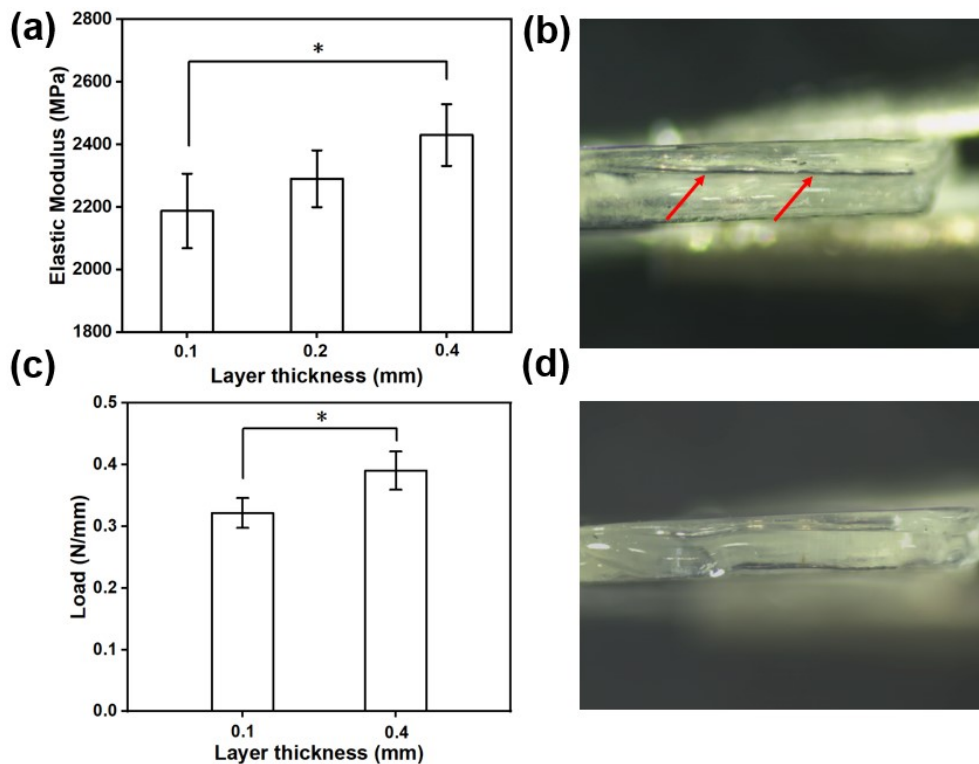 (a)
Elastic Modulus (MPa)
2800
2600
2400
2200
2000
1800
*
0.1 0.2 0.4
Layer thickness (mm)
(b)
(c)
Load (N/mm)
0.5
0.4
0.3
0.2
0.1
0.0
*
0.1 0.4
Layer thickness (mm)
(d)